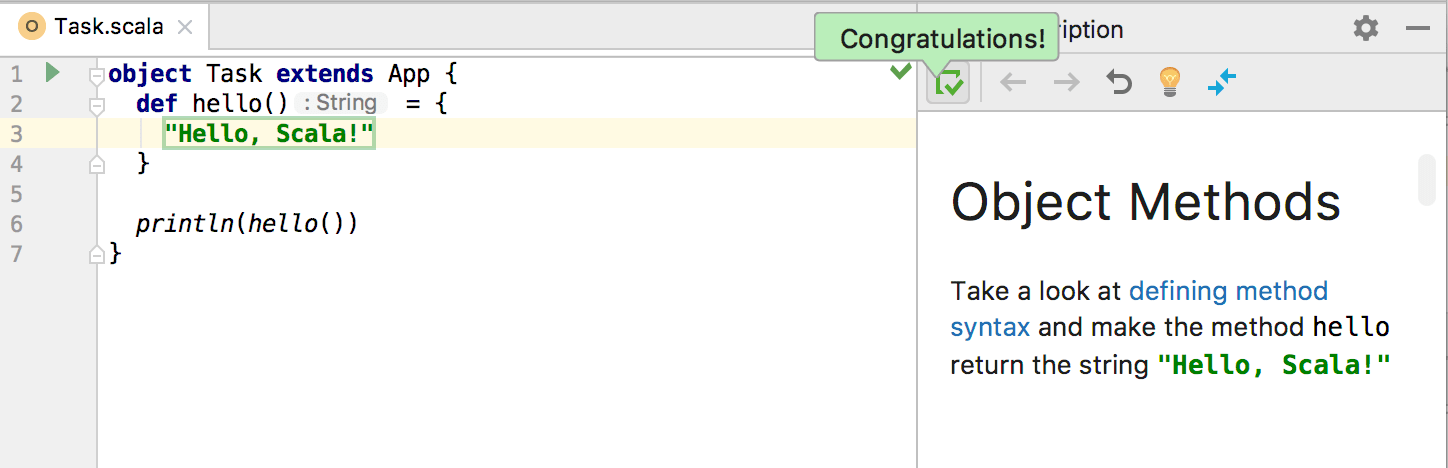 O Task.scala
1 object Task extends App {
2 def hello() : String = {
3 "Hello, Scala!"
4 }
5
6 println(hello())
7 }
Congratulations!
ription
Object Methods
Take a look at defining method
syntax and make the method hello
return the string "Hello, Scala!"